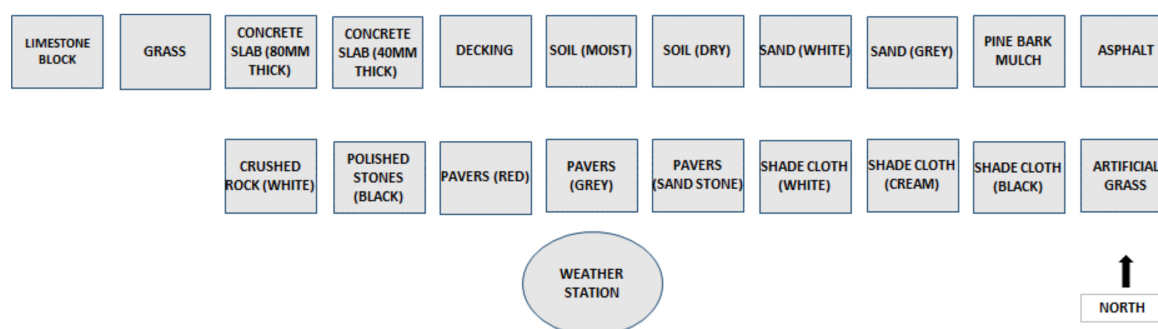 LIMESTONE
BLOCK
GRASS
CONCRETE
SLAB (80MM
THICK)
CONCRETE
SLAB (40MM
THICK)
DECKING
SOIL (MOIST)
SOIL (DRY)
SAND (WHITE)
SAND (GREY)
PINE BARK
MULCH
ASPHALT
CRUSHED
ROCK (WHITE)
POLISHED
STONES
(BLACK)
PAVERS (RED)
PAVERS
(GREY)
PAVERS
(SAND STONE)
SHADE CLOTH
(WHITE)
SHADE CLOTH
(CREAM)
SHADE CLOTH
(BLACK)
ARTIFICIAL
GRASS
WEATHER
STATION
NORTH